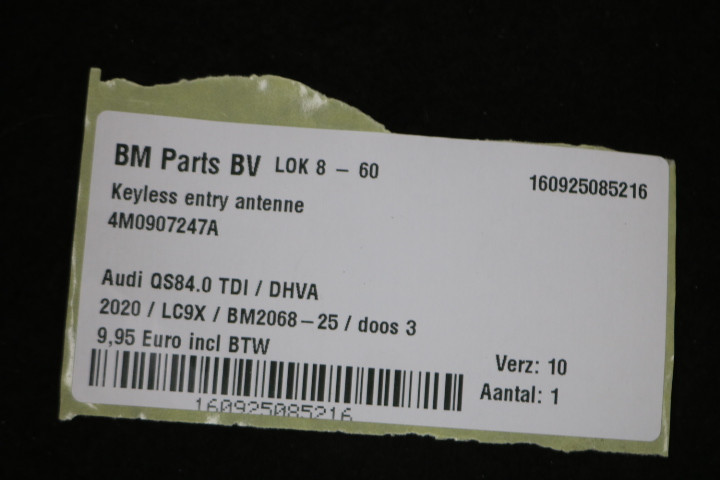 BM Parts BV LOK 8 - 60
160925085216
Keyless entry antenne
4M0907247A
Audi QS84.0 TDI / DHVA
2020 / LC9X / BM2068-25 / doos 3
9,95 Euro incl BTW
Verz: 10
Aantal: 1
160925085216